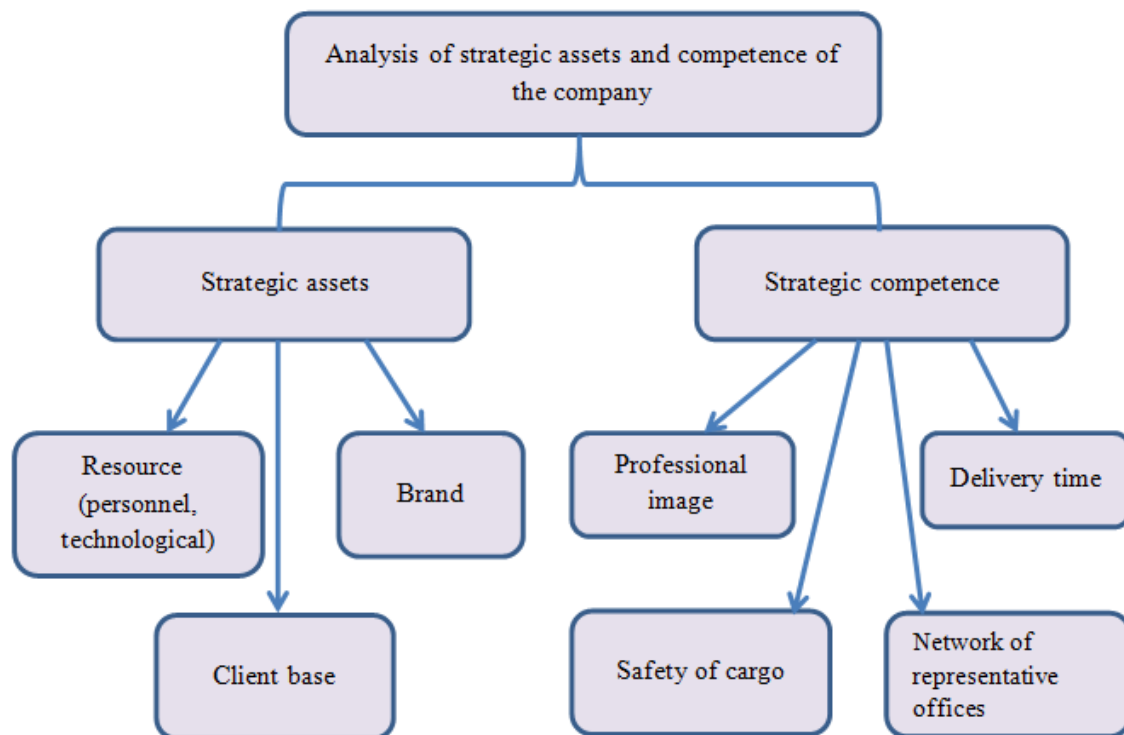 Analysis of strategic assets and competence of
the company
Strategic assets
Strategic competence
Resource
(personnel,
technological)
Brand
Professional
image
Delivery time
Client base
Safety of cargo
Network of
representative
offices